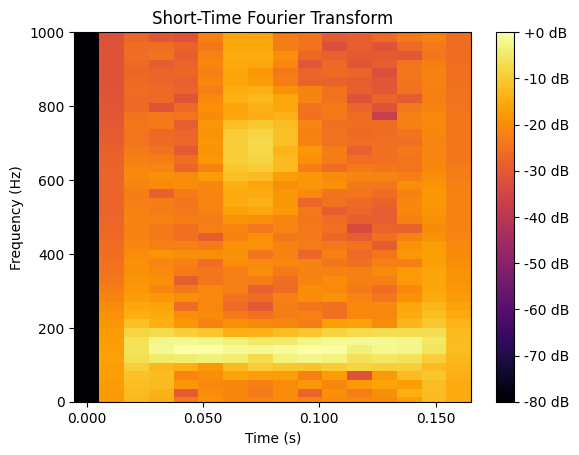 Short-Time Fourier Transform
Frequency (Hz)
1000
800
600
400
200
0
0.000 0.050 0.100 0.150
Time (s)
+0 dB
-10 dB
-20 dB
-30 dB
-40 dB
-50 dB
-60 dB
-70 dB
-80 dB